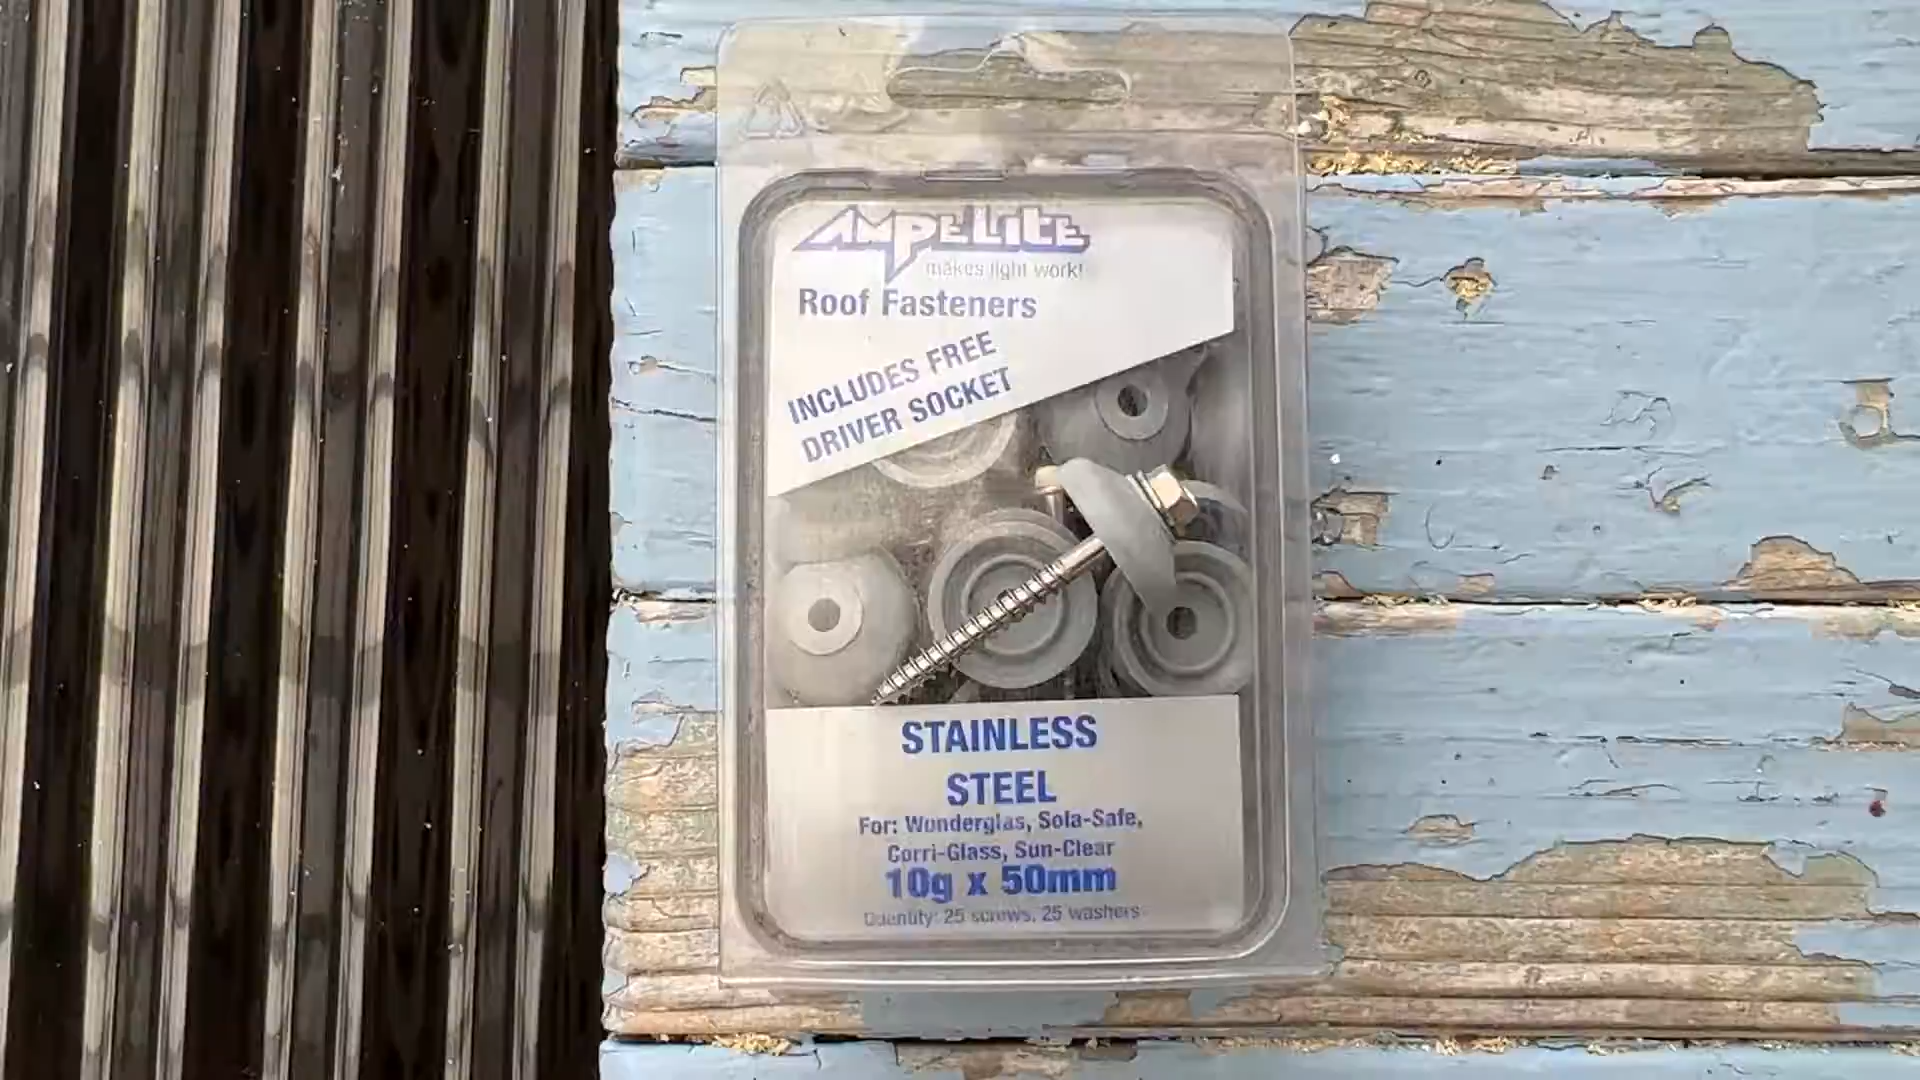 AMPELITE
makes light work!
Roof Fasteners
INCLUDES FREE
DRIVER SOCKET
STAINLESS
STEEL
For: Wunderglas, Sola-Safe,
Corri-Glass, Sun-Clear
10g x 50mm
Quantity: 25 screws, 25 washers